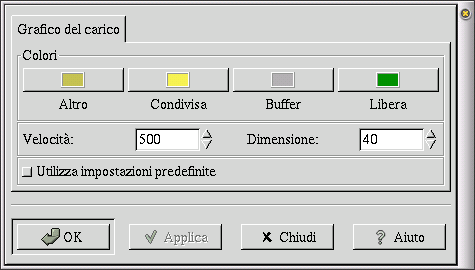 Grafico del carico
Colori
Altro Condivisa Buffer Libera
Velocità: 500 Dimensione: 40
Utilizza impostazioni predefinite
OK Applica Chiudi Aiuto